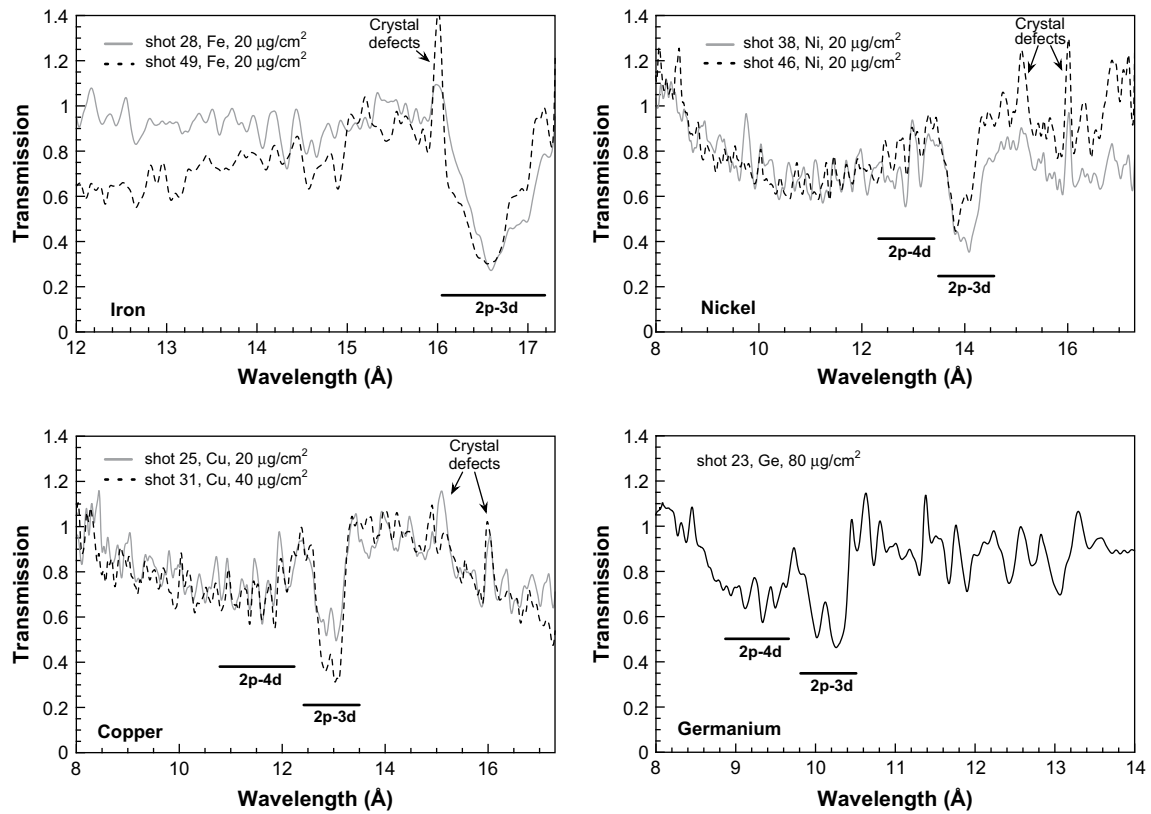 1.4
1.2
1
0.8
0.6
0.4
0.2
0
Transmission
shot 28, Fe, 20 μg/cm²
shot 49, Fe, 20 μg/cm²
Crystal
defects
2p-3d
Iron
12 13 14 15 16 17
Wavelength (Å)
1.4
1.2
1
0.8
0.6
0.4
0.2
0
Transmission
shot 38, Ni, 20 μg/cm²
shot 46, Ni, 20 μg/cm²
Crystal
defects
2p-4d
2p-3d
Nickel
8 10 12 14 16
Wavelength (Å)
1.4
1.2
1
0.8
0.6
0.4
0.2
0
Transmission
shot 25, Cu, 20 μg/cm²
shot 31, Cu, 40 μg/cm²
Crystal
defects
2p-4d
2p-3d
Copper
8 10 12 14 16
Wavelength (Å)
1.4
1.2
1
0.8
0.6
0.4
0.2
0
Transmission
shot 23, Ge, 80 μg/cm²
2p-4d
2p-3d
Germanium
8 9 10 11 12 13 14
Wavelength (Å)